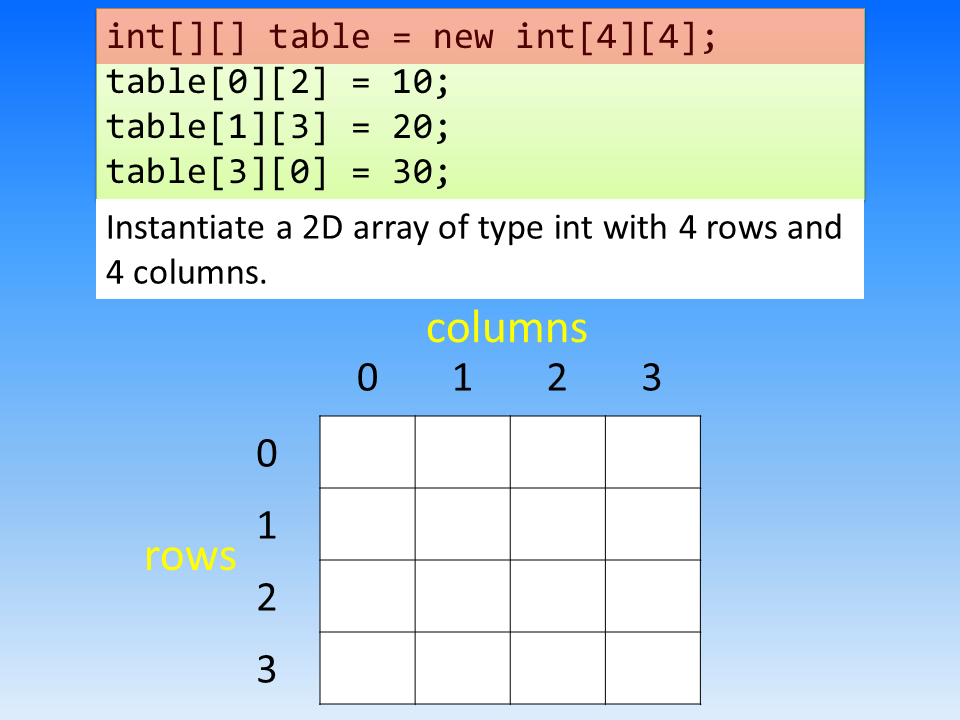 int[][] table = new int[4][4];
table[0][2] = 10;
table[1][3] = 20;
table[3][0] = 30;
Instantiate a 2D array of type int with 4 rows and
4 columns.
columns
0 1 2 3
0
1
rows
2
3